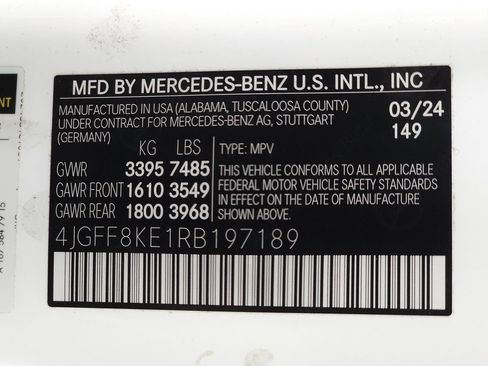 MFD BY MERCEDES-BENZ U.S. INTL., INC
MANUFACTURED IN USA (ALABAMA, TUSCALOOSA COUNTY)
UNDER CONTRACT FOR MERCEDES-BENZ AG, STUTTGART
(GERMANY)
03/24
149
KG LBS
GVWR 3395 7485
GAWR FRONT 1610 3549
GAWR REAR 1800 3968
TYPE: MPV
THIS VEHICLE CONFORMS TO ALL APPLICABLE
FEDERAL MOTOR VEHICLE SAFETY STANDARDS
IN EFFECT ON THE DATE OF MANUFACTURE
SHOWN ABOVE.
4JGFF8KE1RB197189